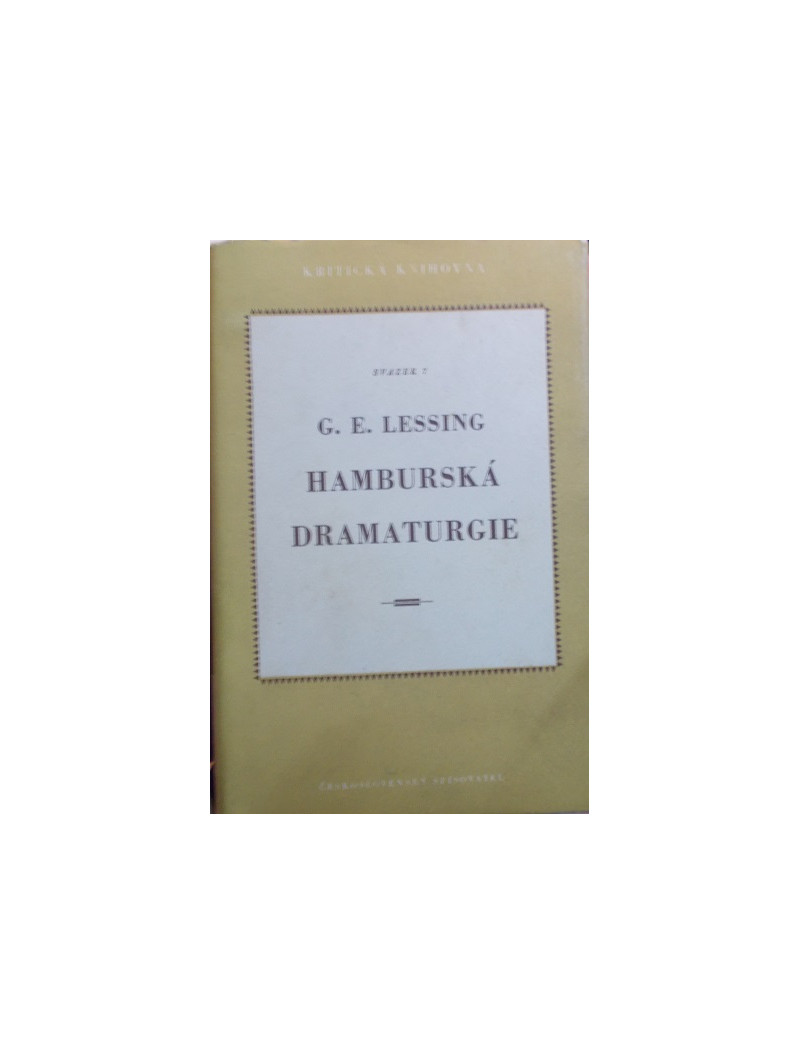 KRITICKÁ KNIHOVNA
SVAZEK 7
G. E. LESSING
HAMBURSKÁ
DRAMATURGIE
ČESKOSLOVENSKÝ SPISOVATEL